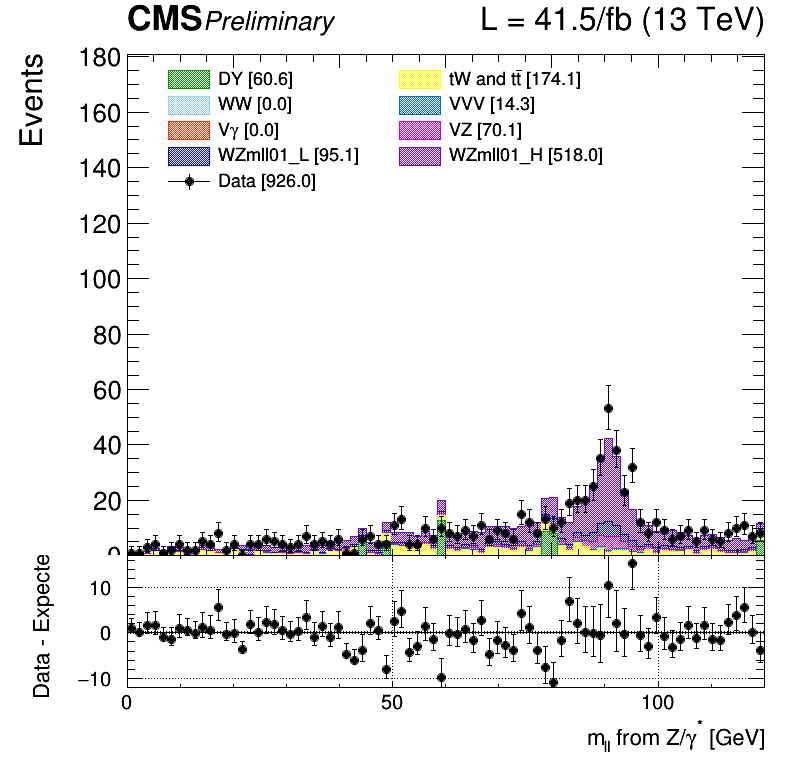 CMS Preliminary L = 41.5/fb (13 TeV)
Events
180
160
140
120
100
80
60
40
20
0
DY [60.6]
tW and tt̄ [174.1]
WW [0.0]
VVV [14.3]
Vγ [0.0]
VZ [70.1]
WZmll01_L [95.1]
WZmll01_H [518.0]
Data [926.0]
Data - Expecte
10
0
−10
0 50 100
m_ll from Z/γ* [GeV]